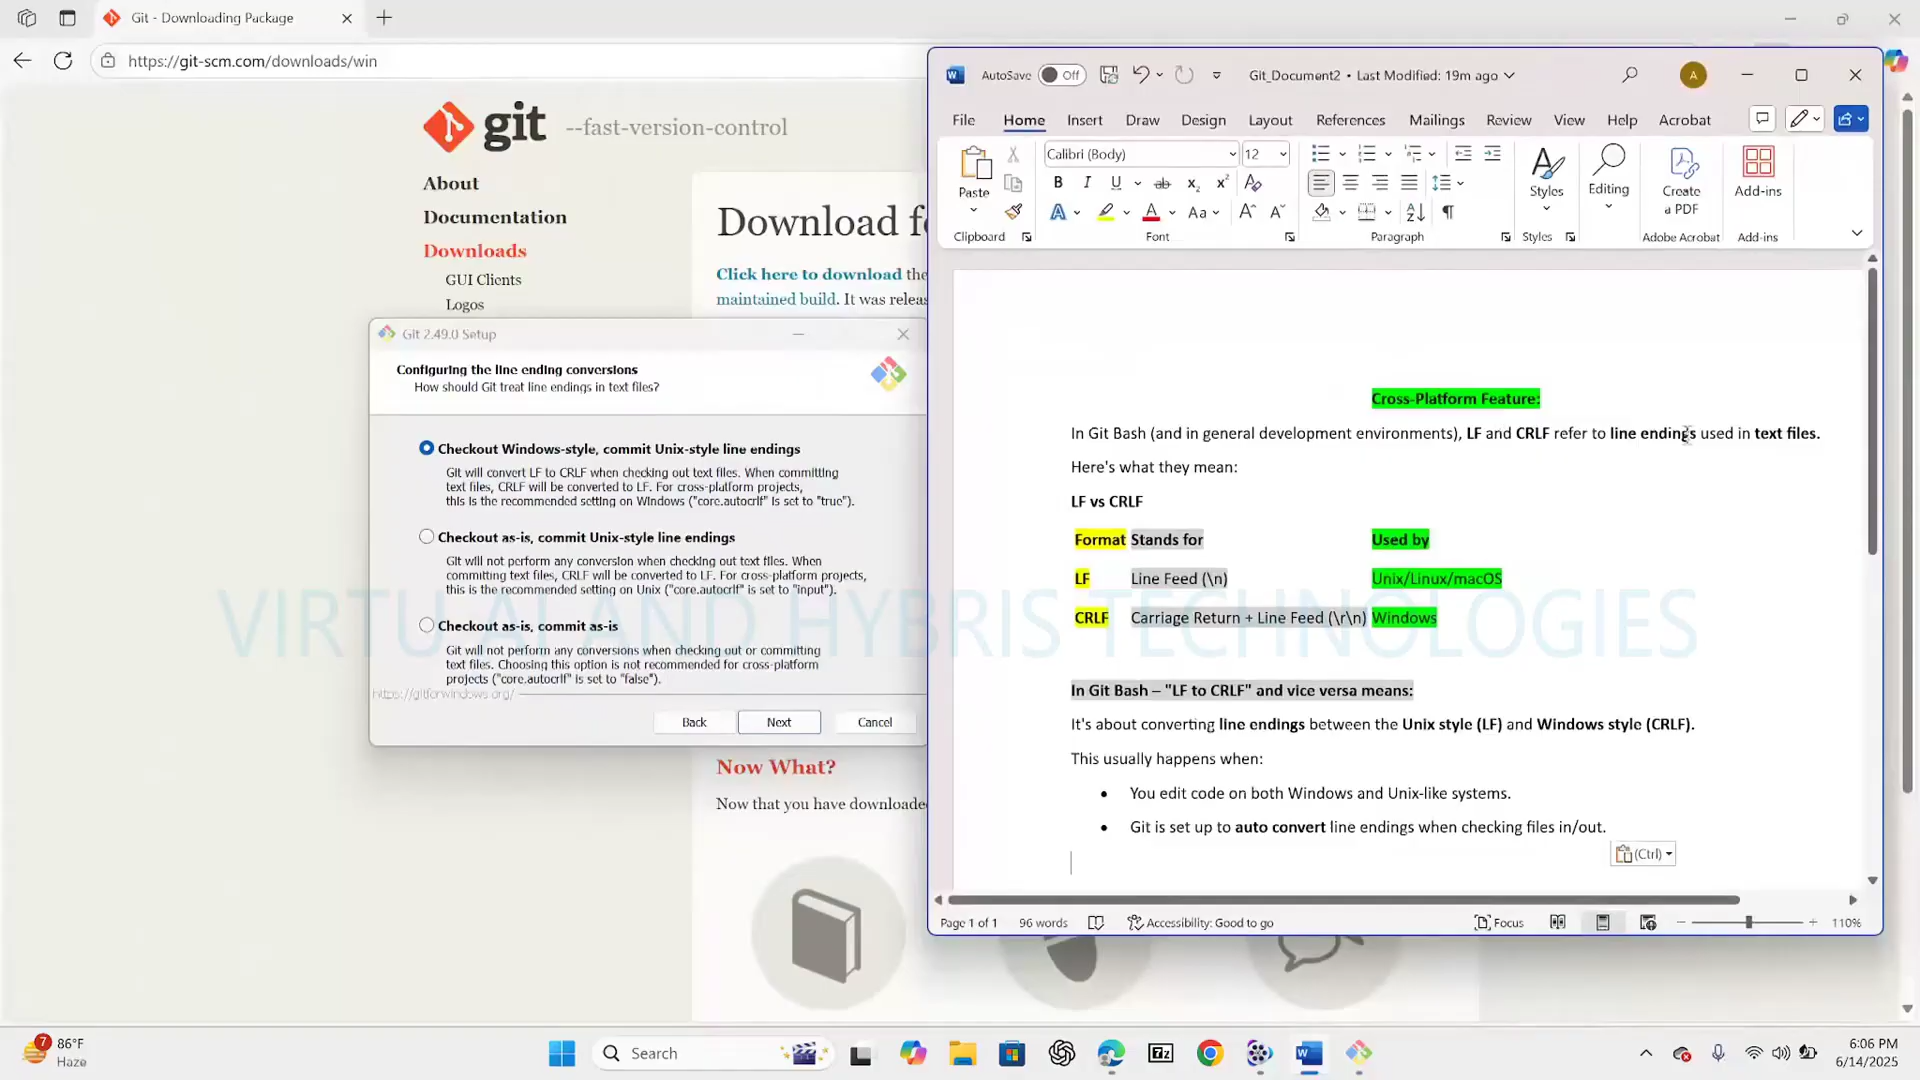 Git - Downloading Package
https://git-scm.com/downloads/win
git --fast-version-control
About
Documentation
Downloads
GUI Clients
Logos
Download
Click here to download the
maintained build. It was
Now What?
Now that you have downloaded
Git 2.49.0 Setup
Configuring the line ending conversions
How should Git treat line endings in text files?
Checkout Windows-style, commit Unix-style line endings
Git will convert LF to CRLF when checking out text files. When committing
text files, CRLF will be converted to LF. For cross-platform projects,
this is the recommended setting on Windows ("core.autocrlf" is set to "true").
Checkout as-is, commit Unix-style line endings
Git will not perform any conversion when checking out text files. When
committing text files, CRLF will be converted to LF. For cross-platform projects,
this is the recommended setting on Unix ("core.autocrlf" is set to "input").
Checkout as-is, commit as-is
Git will not perform any conversions when checking out or committing
text files. Choosing this option is not recommended for cross-platform
projects ("core.autocrlf" is set to "false").
https://gitforwindows.org/
Back Next Cancel
AutoSave Off Git_Document2 • Last Modified: 19m ago A
File Home Insert Draw Design Layout References Mailings Review View Help Acrobat
Paste Calibri (Body) 12 Styles Editing Create a PDF Add-ins
Clipboard Font Paragraph Styles Adobe Acrobat Add-ins
Cross-Platform Feature:
In Git Bash (and in general development environments), LF and CRLF refer to line endings used in text files.
Here's what they mean:
LF vs CRLF
Format Stands for Used by
LF Line Feed (\n) Unix/Linux/macOS
CRLF Carriage Return + Line Feed (\r\n) Windows
In Git Bash – "LF to CRLF" and vice versa means:
It's about converting line endings between the Unix style (LF) and Windows style (CRLF).
This usually happens when:
• You edit code on both Windows and Unix-like systems.
• Git is set up to auto convert line endings when checking files in/out.
(Ctrl)
Page 1 of 1 96 words Accessibility: Good to go Focus 110%
VIRTU AI AND HYBRIS TECHNOLOGIES
7 86°F
Haze
Search
6:06 PM
6/14/2025